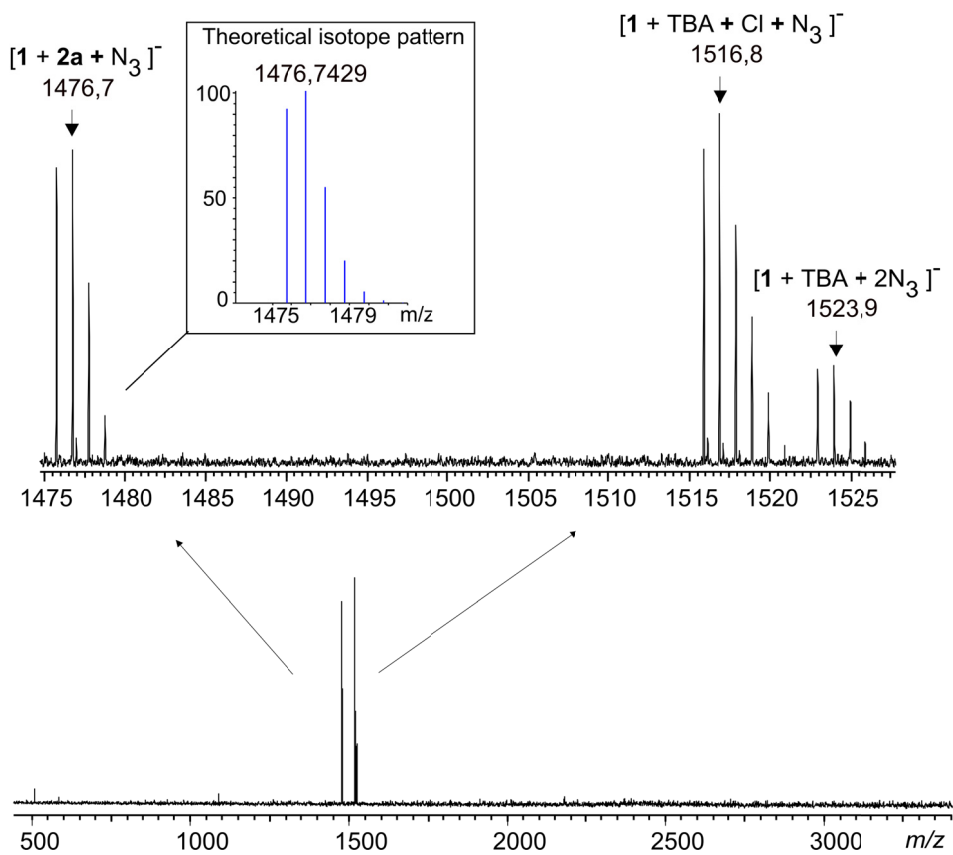 Theoretical isotope pattern
1476,7429
100
50
0
1475 1479 m/z
[1 + 2a + N3]-
1476,7
[1 + TBA + Cl + N3]-
1516,8
[1 + TBA + 2N3]-
1523,9
1475 1480 1485 1490 1495 1500 1505 1510 1515 1520 1525
500 1000 1500 2000 2500 3000 m/z